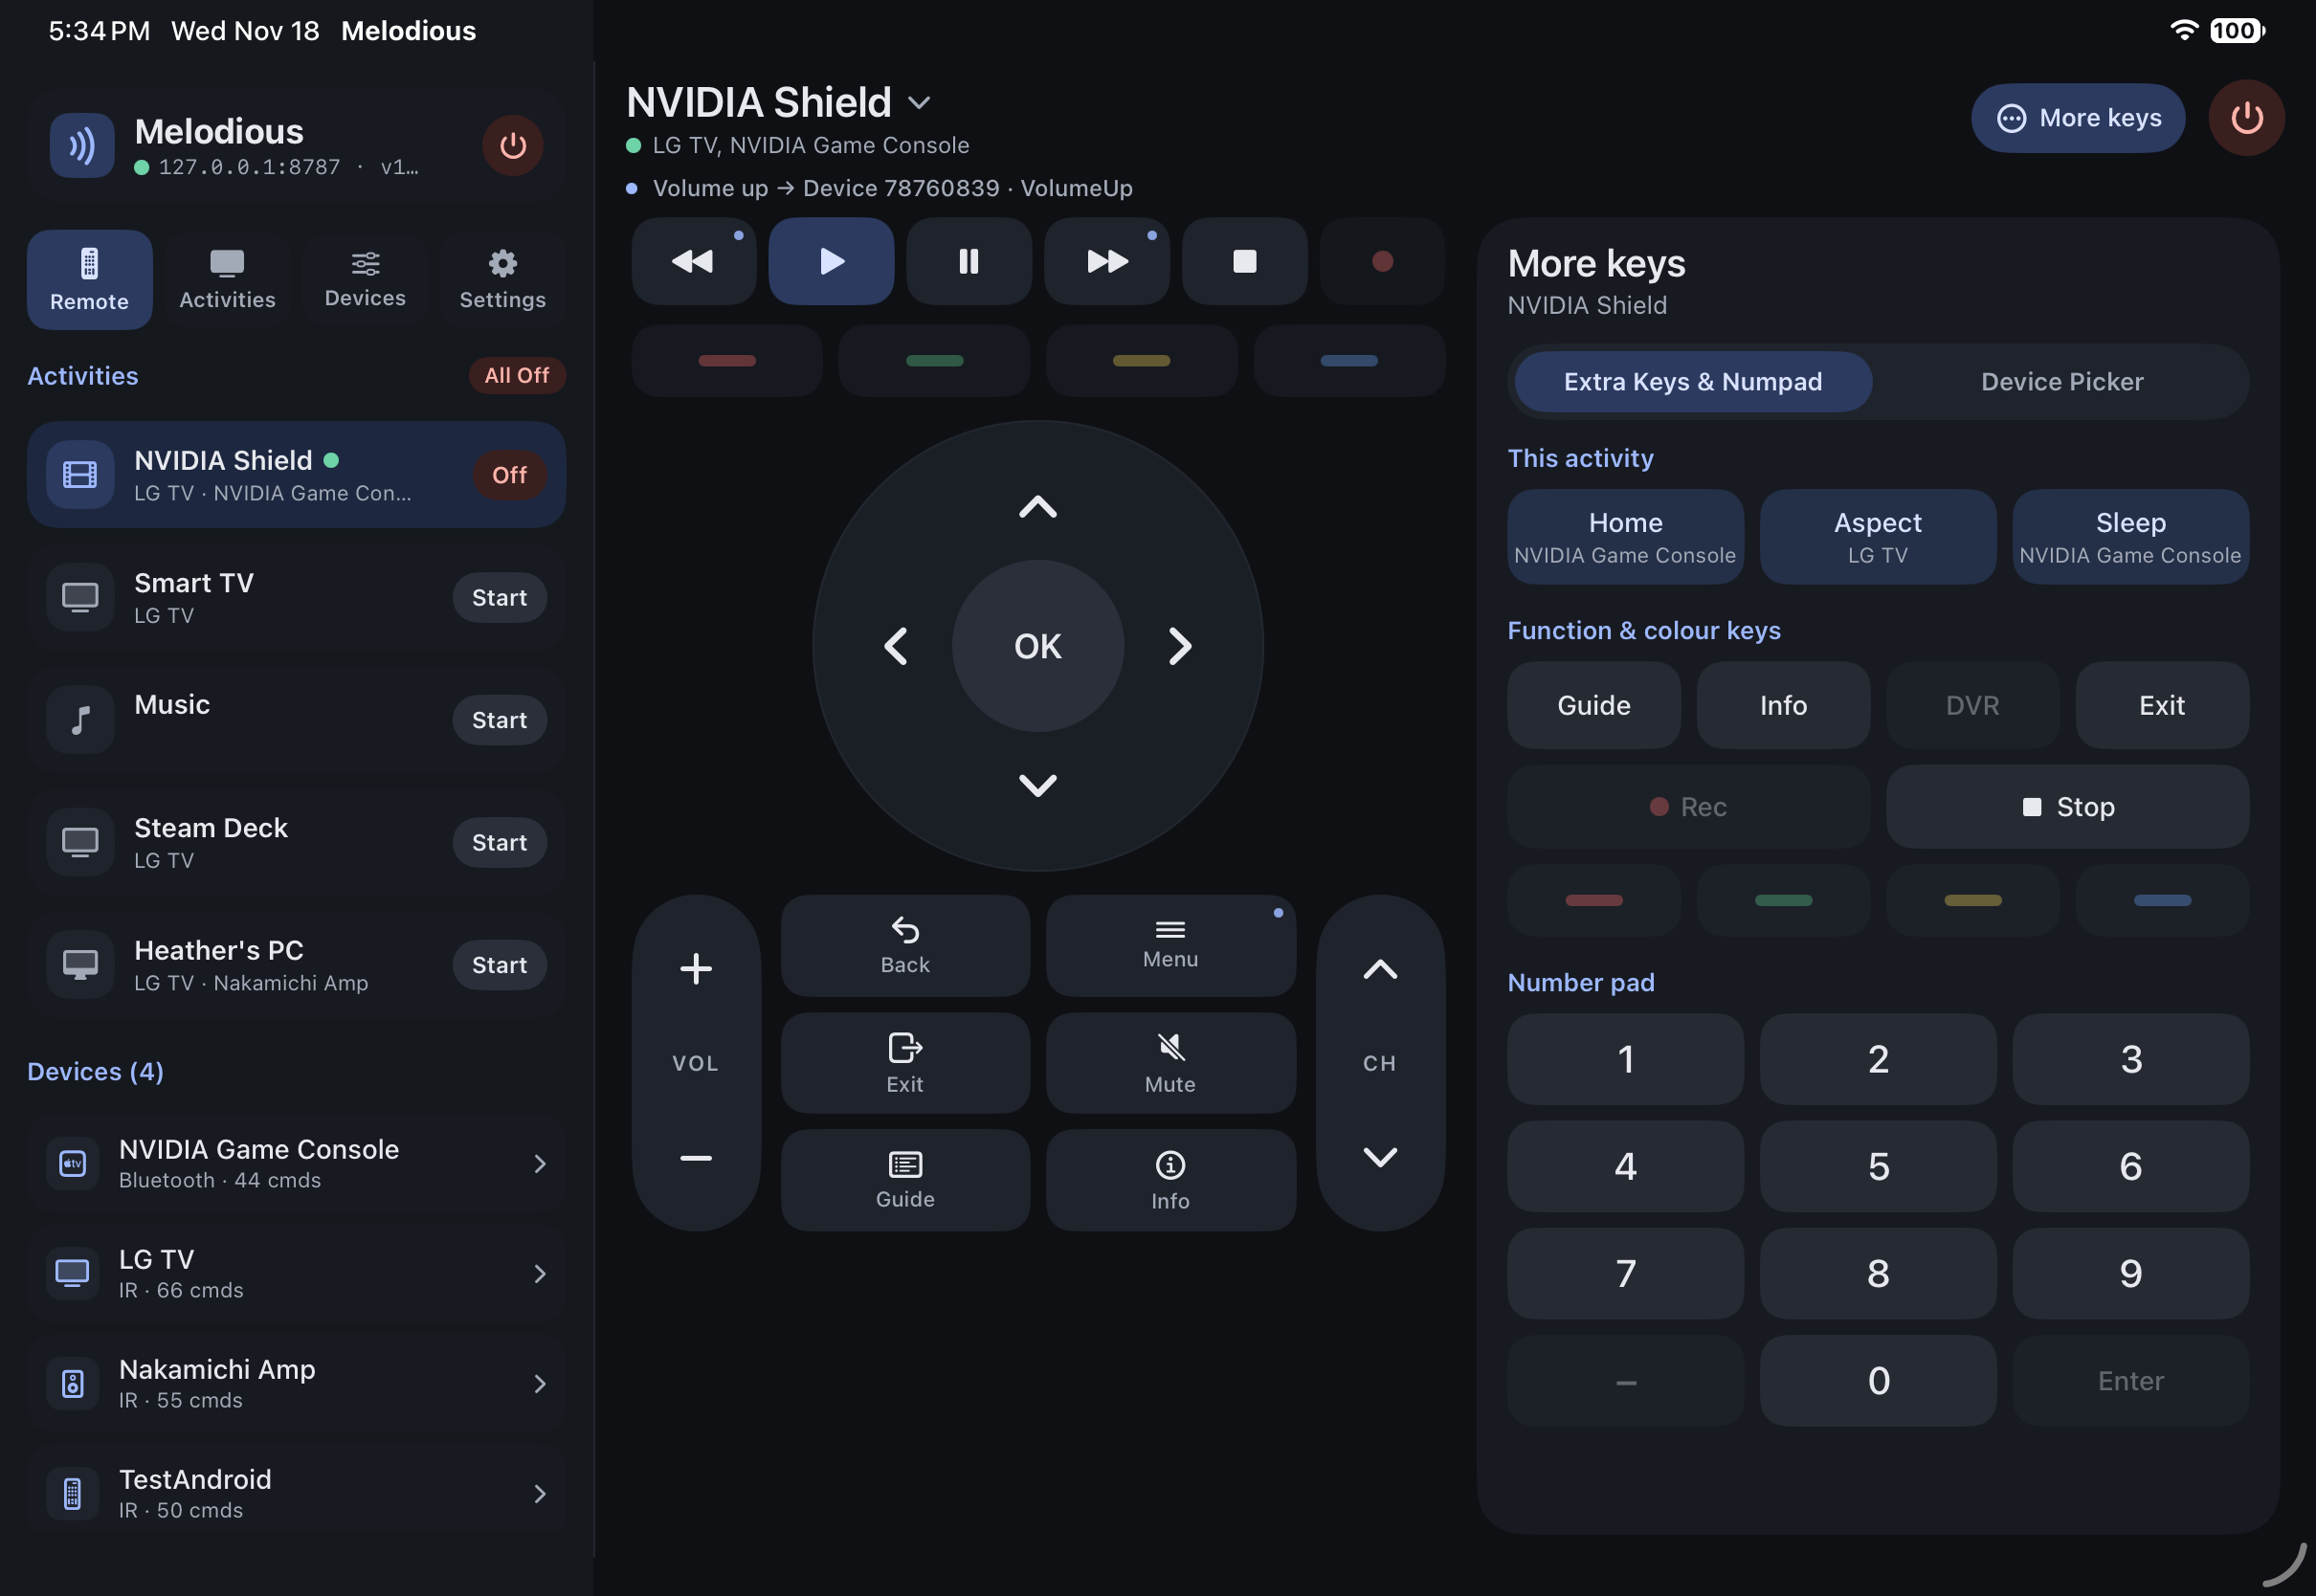 5:34 PM Wed Nov 18 Melodious
100
Melodious
127.0.0.1:8787 · v1…
Remote
Activities
Devices
Settings
Activities
All Off
NVIDIA Shield
LG TV · NVIDIA Game Con...
Off
Smart TV
LG TV
Start
Music
Start
Steam Deck
LG TV
Start
Heather's PC
LG TV · Nakamichi Amp
Start
Devices (4)
NVIDIA Game Console
Bluetooth · 44 cmds
LG TV
IR · 66 cmds
Nakamichi Amp
IR · 55 cmds
TestAndroid
IR · 50 cmds
NVIDIA Shield
LG TV, NVIDIA Game Console
Volume up → Device 78760839 · VolumeUp
More keys
OK
VOL
Back
Menu
Exit
Mute
Guide
Info
CH
More keys
NVIDIA Shield
Extra Keys & Numpad
Device Picker
This activity
Home
NVIDIA Game Console
Aspect
LG TV
Sleep
NVIDIA Game Console
Function & colour keys
Guide
Info
DVR
Exit
Rec
Stop
Number pad
1
2
3
4
5
6
7
8
9
–
0
Enter